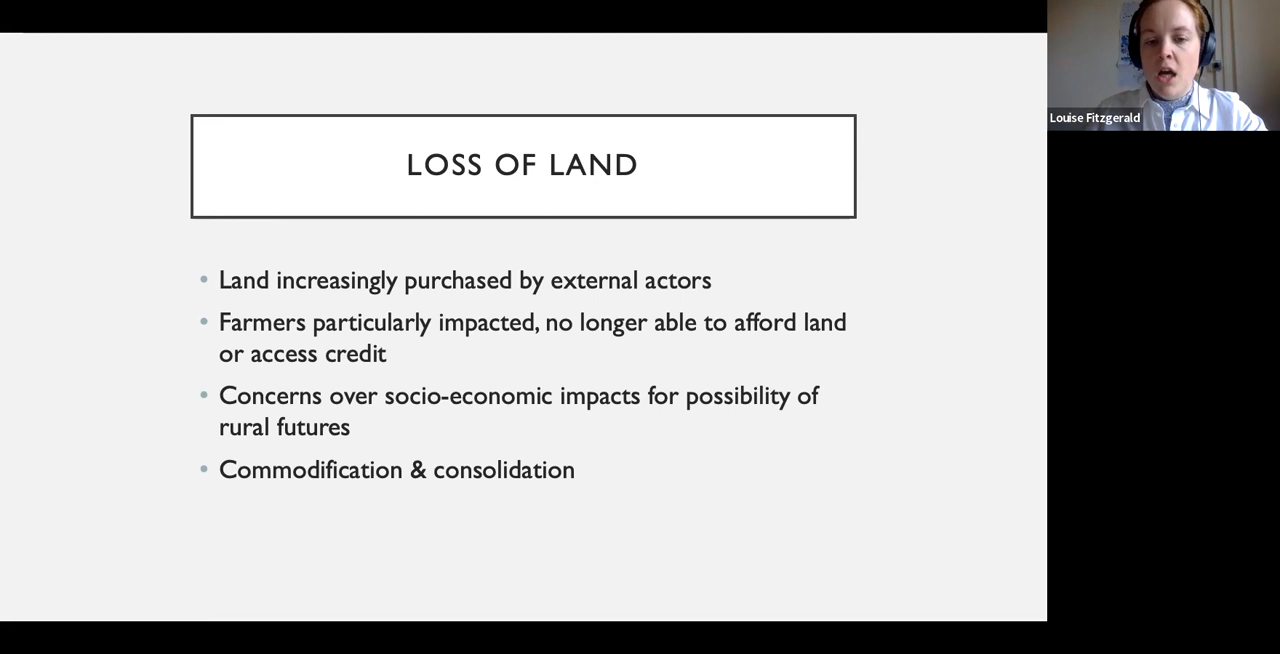 LOSS OF LAND
Louise Fitzgerald
• Land increasingly purchased by external actors
• Farmers particularly impacted, no longer able to afford land
or access credit
• Concerns over socio-economic impacts for possibility of
rural futures
• Commodification & consolidation